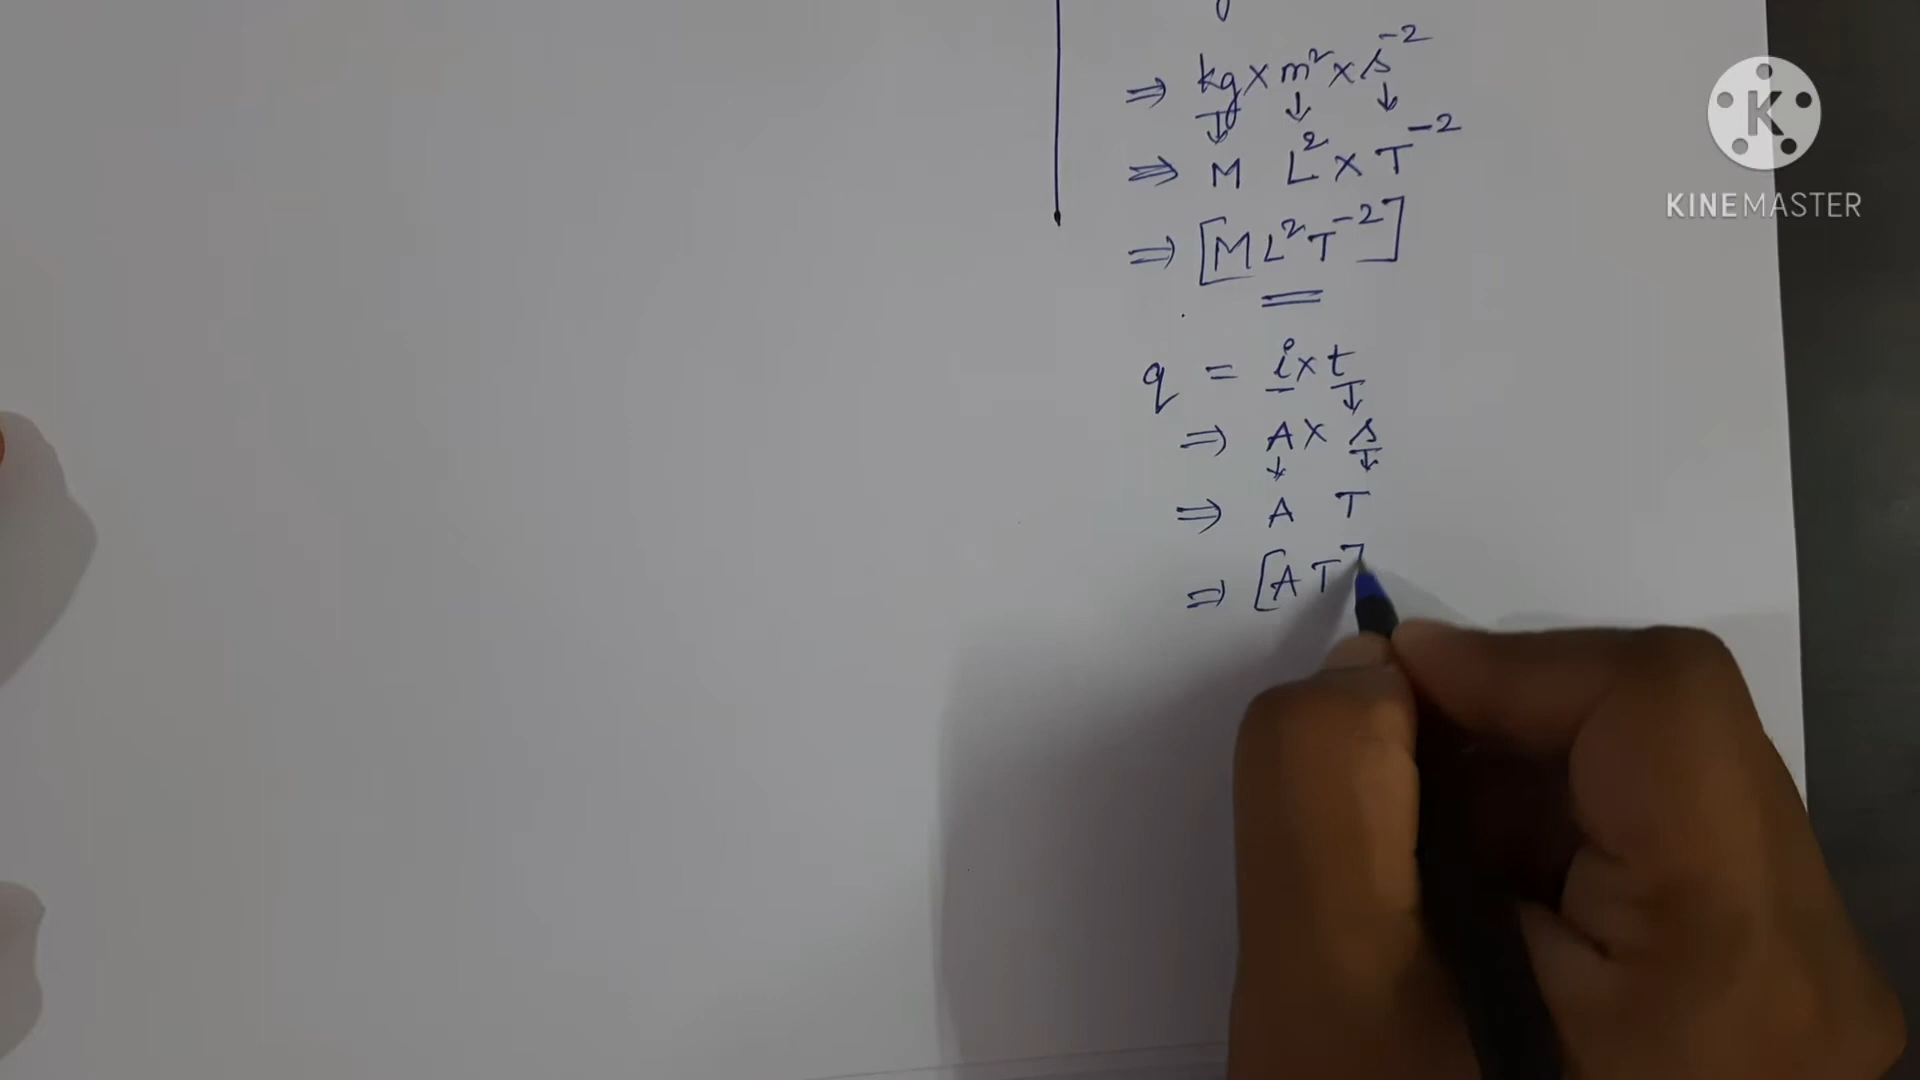 ⇒ kg × m² × s⁻²
↓ ↓ ↓
⇒ M L² × T⁻²
⇒ [M L² T⁻²]
q = i × t
↓
⇒ A × s
↓ ↓
⇒ A T
⇒ [A T]
K
KINEMASTER